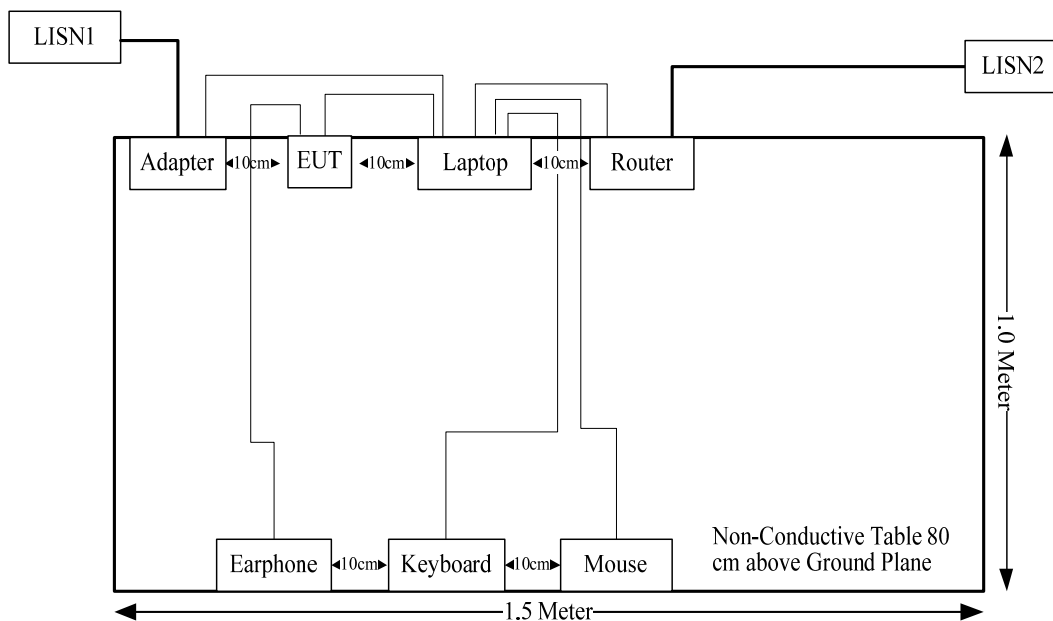 LISN1
LISN2
Adapter
10cm
EUT
10cm
Laptop
10cm
Router
1.0 Meter
Earphone
10cm
Keyboard
10cm
Mouse
Non-Conductive Table 80
cm above Ground Plane
1.5 Meter